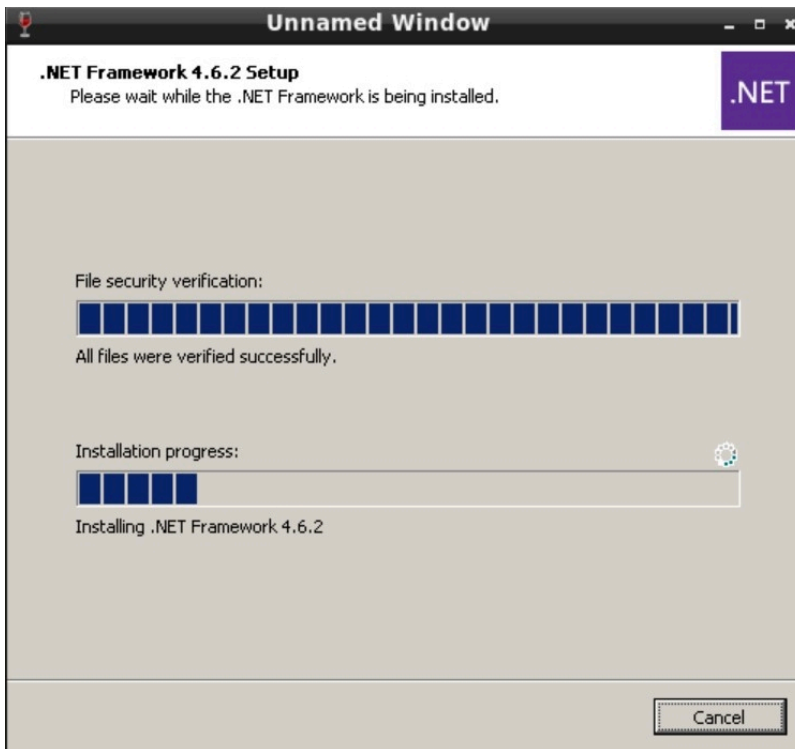 Unnamed Window
.NET Framework 4.6.2 Setup
Please wait while the .NET Framework is being installed.
.NET
File security verification:
All files were verified successfully.
Installation progress:
Installing .NET Framework 4.6.2
Cancel